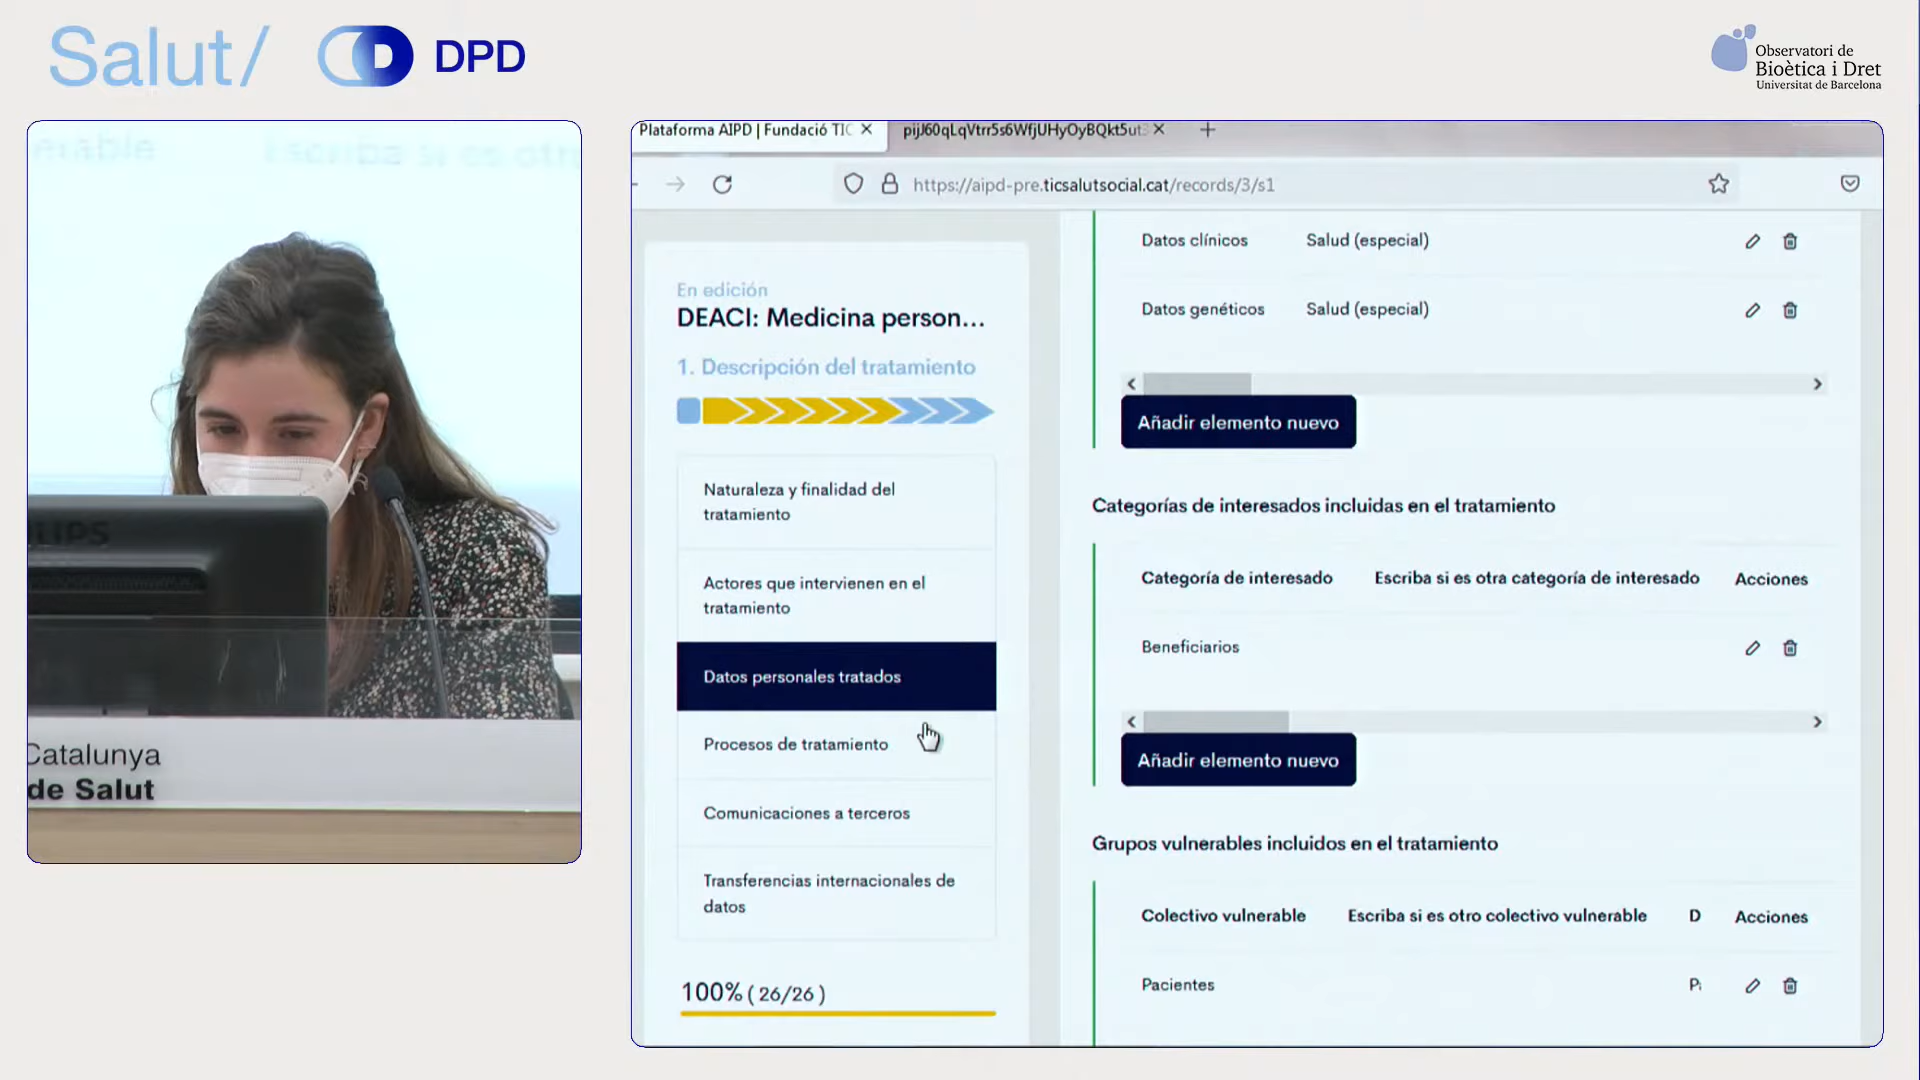 Salut/ DPD
Observatori de
Bioètica i Dret
Universitat de Barcelona
Catalunya
de Salut
Plataforma AIPD | Fundació TIC
https://aipd-pre.ticsalutsocial.cat/records/3/s1
En edición
DEACI: Medicina person...
1. Descripción del tratamiento
Naturaleza y finalidad del
tratamiento
Actores que intervienen en el
tratamiento
Datos personales tratados
Procesos de tratamiento
Comunicaciones a terceros
Transferencias internacionales de
datos
100% ( 26/26 )
Datos clínicos Salud (especial)
Datos genéticos Salud (especial)
Añadir elemento nuevo
Categorías de interesados incluidas en el tratamiento
Categoría de interesado Escriba si es otra categoría de interesado Acciones
Beneficiarios
Añadir elemento nuevo
Grupos vulnerables incluidos en el tratamiento
Colectivo vulnerable Escriba si es otro colectivo vulnerable D Acciones
Pacientes